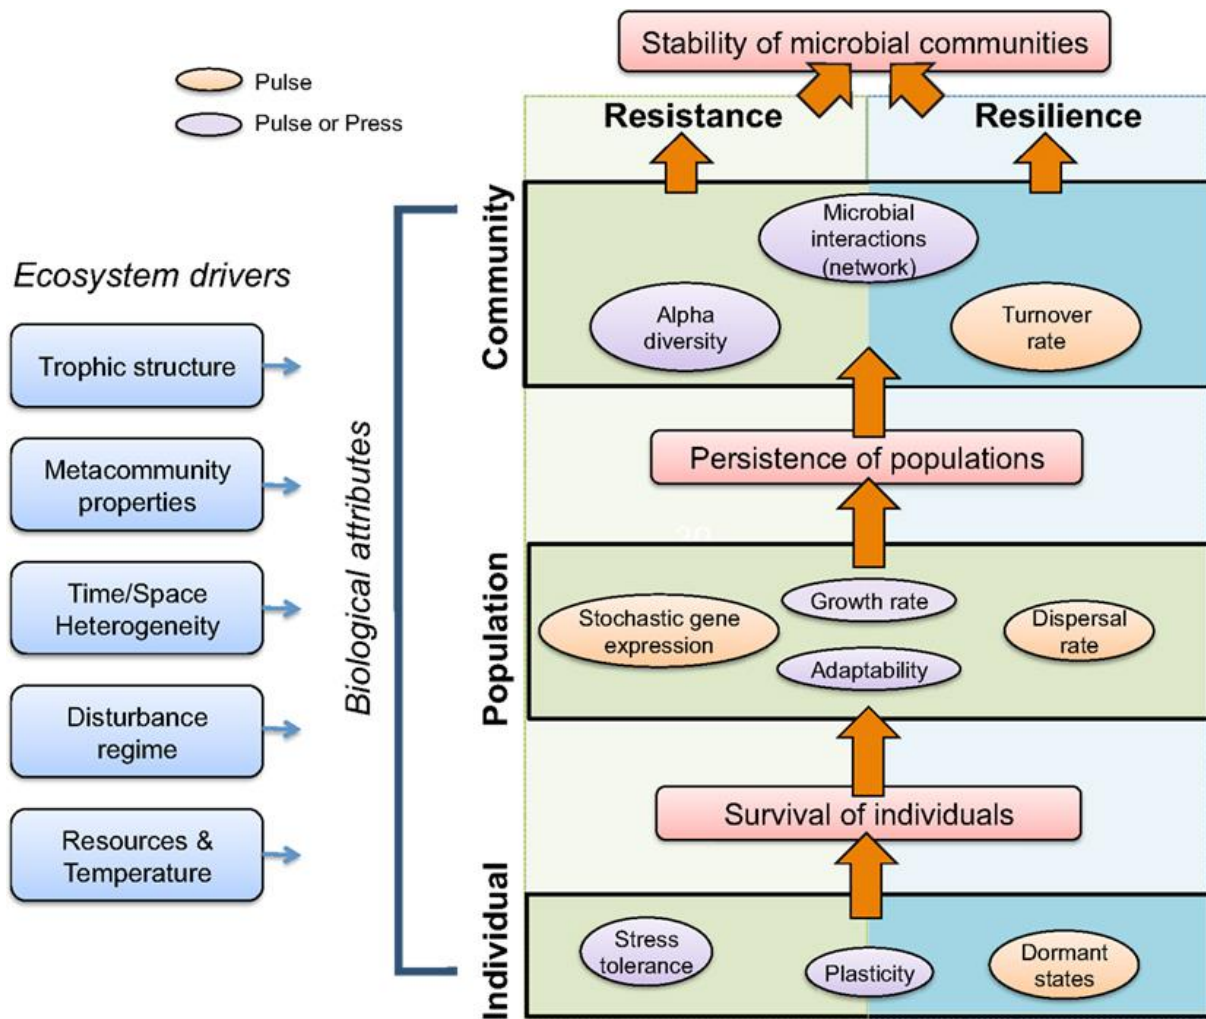 Stability of microbial communities
Pulse
Pulse or Press
Resistance
Resilience
Community
Microbial
interactions
(network)
Alpha
diversity
Turnover
rate
Ecosystem drivers
Trophic structure
Metacommunity
properties
Time/Space
Heterogeneity
Disturbance
regime
Resources &
Temperature
Biological attributes
Persistence of populations
Population
Stochastic gene
expression
Growth rate
Adaptability
Dispersal
rate
Survival of individuals
Individual
Stress
tolerance
Plasticity
Dormant
states